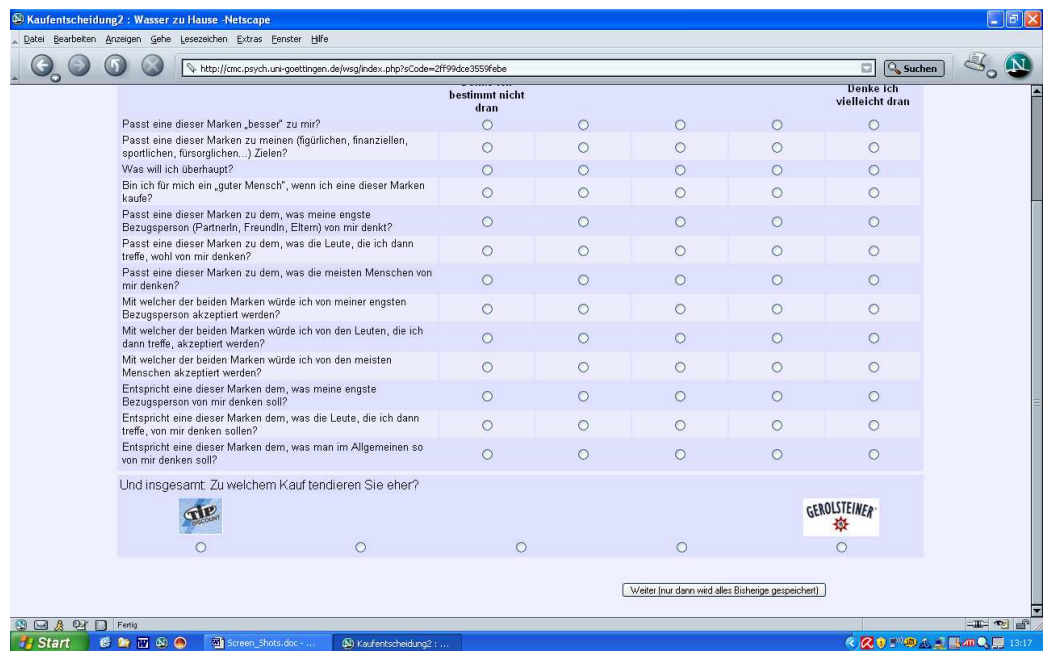 Kaufentscheidung2 : Wasser zu Hause -Netscape
Datei Bearbeiten Anzeigen Gehe Lesezeichen Extras Fenster Hilfe
http://cmc.psych.uni-goettingen.de/wsg/index.php?sCode=2ff99dce3559febe
Suchen
bestimmt nicht
dran
Denke ich
vielleicht dran
Passt eine dieser Marken „besser" zu mir?
Passt eine dieser Marken zu meinen (figürlichen, finanziellen,
sportlichen, fürsorglichen...) Zielen?
Was will ich überhaupt?
Bin ich für mich ein „guter Mensch", wenn ich eine dieser Marken
kaufe?
Passt eine dieser Marken zu dem, was meine engste
Bezugsperson (PartnerIn, FreundIn, Eltern) von mir denkt?
Passt eine dieser Marken zu dem, was die Leute, die ich dann
treffe, wohl von mir denken?
Passt eine dieser Marken zu dem, was die meisten Menschen von
mir denken?
Mit welcher der beiden Marken würde ich von meiner engsten
Bezugsperson akzeptiert werden?
Mit welcher der beiden Marken würde ich von den Leuten, die ich
dann treffe, akzeptiert werden?
Mit welcher der beiden Marken würde ich von den meisten
Menschen akzeptiert werden?
Entspricht eine dieser Marken dem, was meine engste
Bezugsperson von mir denken soll?
Entspricht eine dieser Marken dem, was die Leute, die ich dann
treffe, von mir denken sollen?
Entspricht eine dieser Marken dem, was man im Allgemeinen so
von mir denken soll?
Und insgesamt: Zu welchem Kauf tendieren Sie eher?
TIP
DISCOUNT
GEROLSTEINER
Weiter (nur dann wird alles Bisherige gespeichert)
Fertig
Start
Screen_Shots.doc - ...
Kaufentscheidung2 : ...
13:17